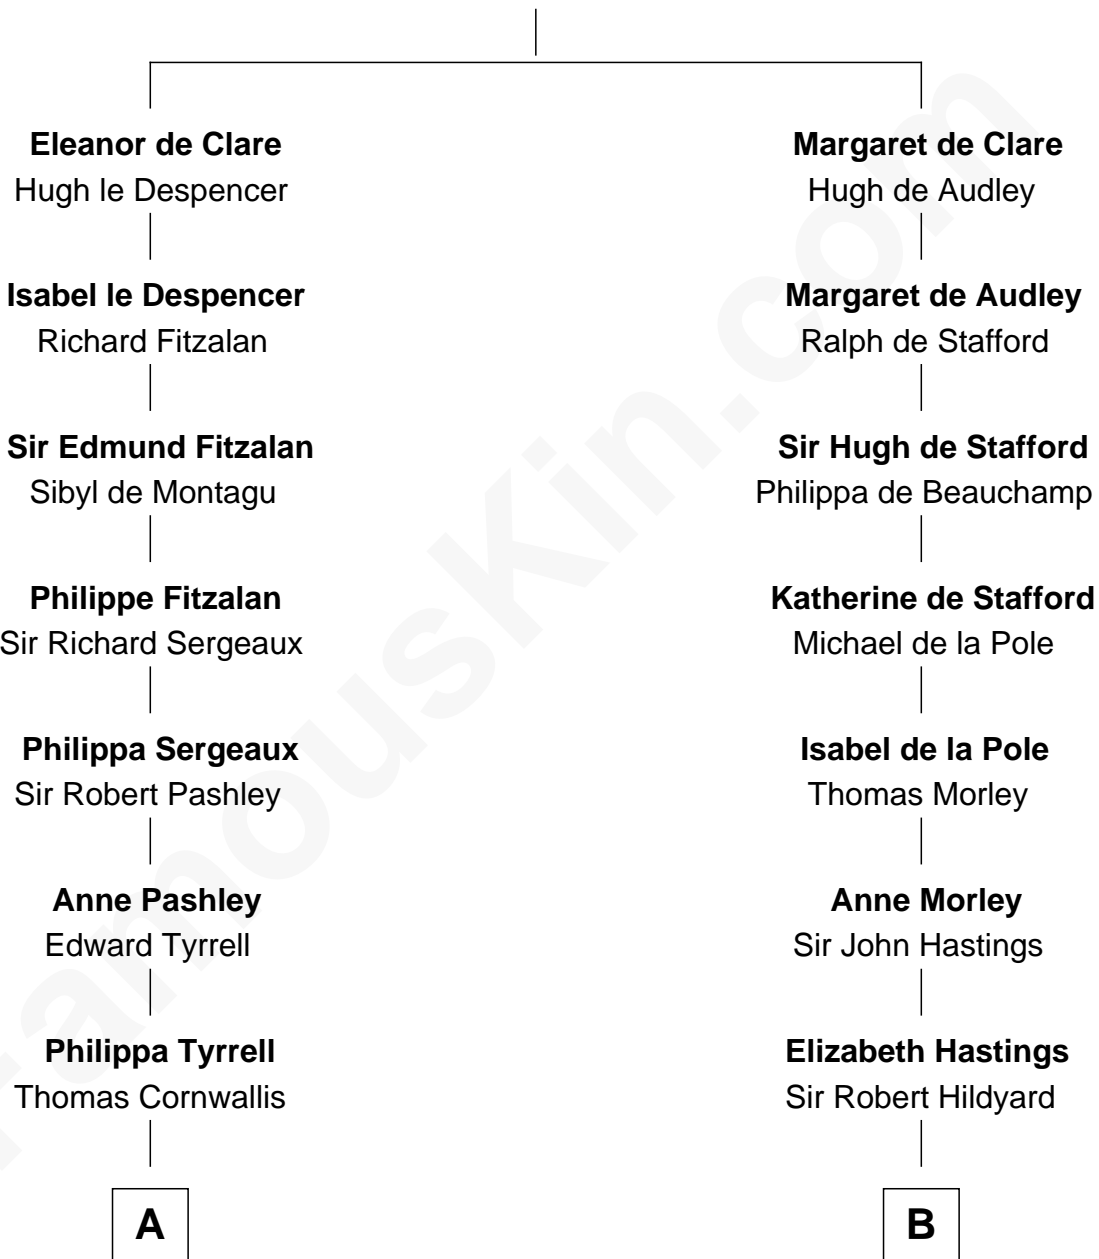 Eleanor de Clare
Hugh le Despencer
Isabel le Despencer
Richard Fitzalan
Sir Edmund Fitzalan
Sibyl de Montagu
Philippe Fitzalan
Sir Richard Sergeaux
Philippa Sergeaux
Sir Robert Pashley
Anne Pashley
Edward Tyrrell
Philippa Tyrrell
Thomas Cornwallis
A
Margaret de Clare
Hugh de Audley
Margaret de Audley
Ralph de Stafford
Sir Hugh de Stafford
Philippa de Beauchamp
Katherine de Stafford
Michael de la Pole
Isabel de la Pole
Thomas Morley
Anne Morley
Sir John Hastings
Elizabeth Hastings
Sir Robert Hildyard
B
FamousKin.com